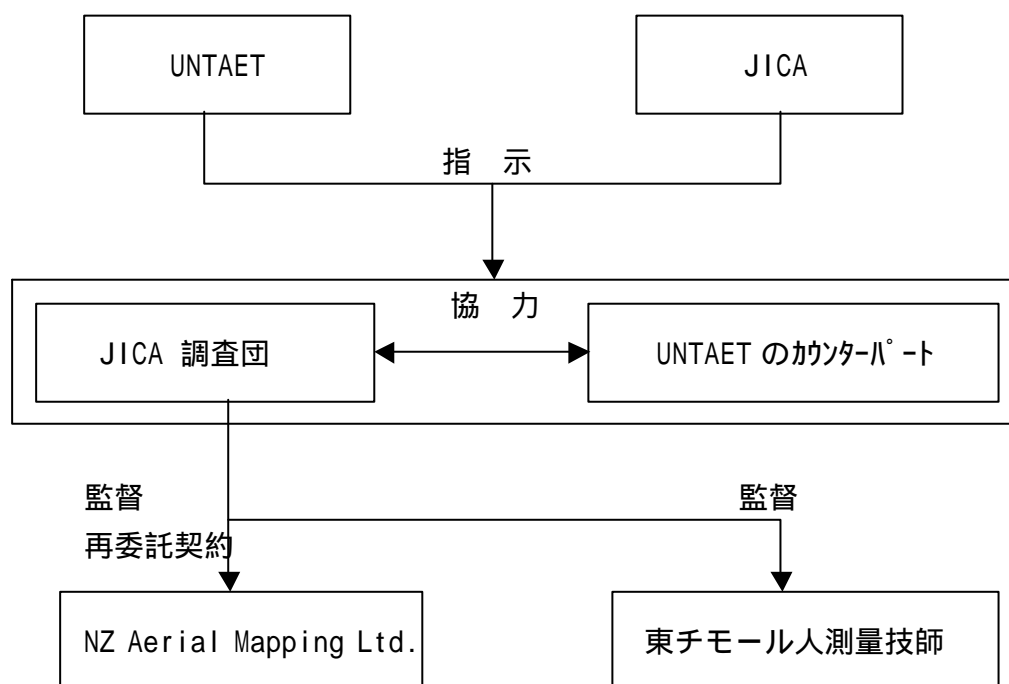 UNTAET
JICA
指 示
協 力
JICA 調査団
UNTAET のｶｳﾝﾀｰﾊﾟｰﾄ
監督
監督
再委託契約
NZ Aerial Mapping Ltd.
東チモール人測量技師